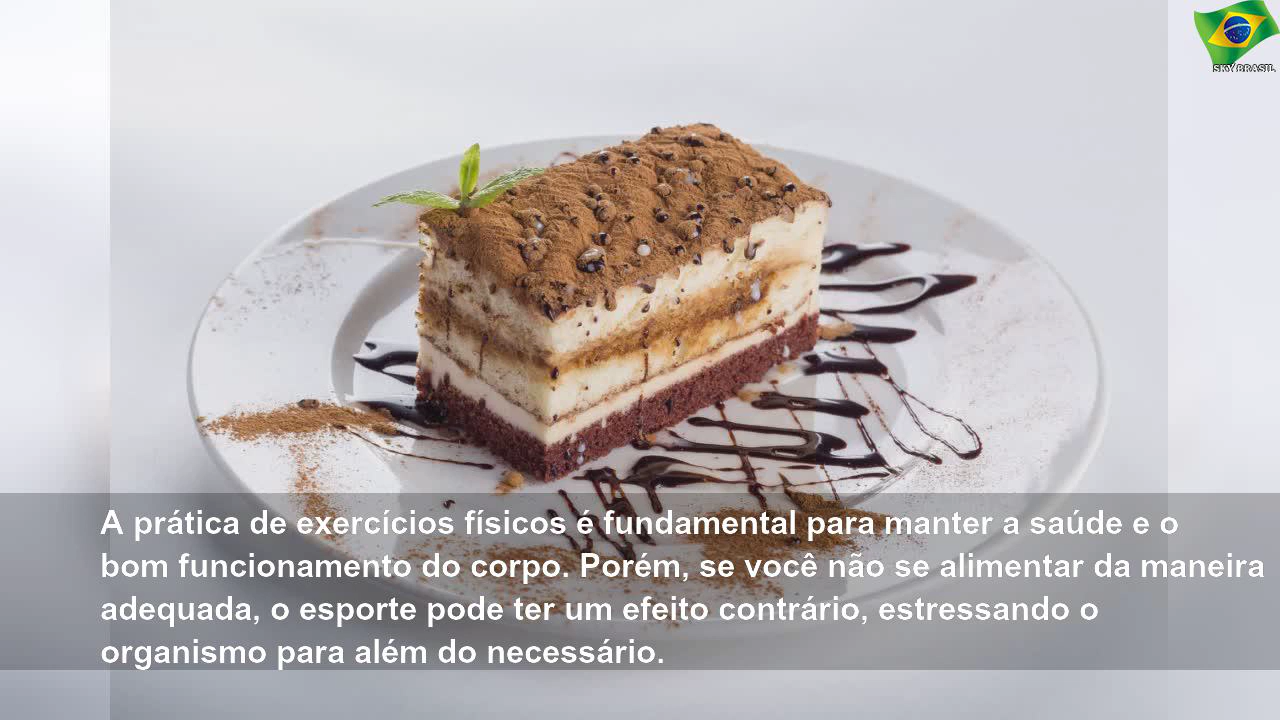 SKY BRASIL
A prática de exercícios físicos é fundamental para manter a saúde e o
bom funcionamento do corpo. Porém, se você não se alimentar da maneira
adequada, o esporte pode ter um efeito contrário, estressando o
organismo para além do necessário.